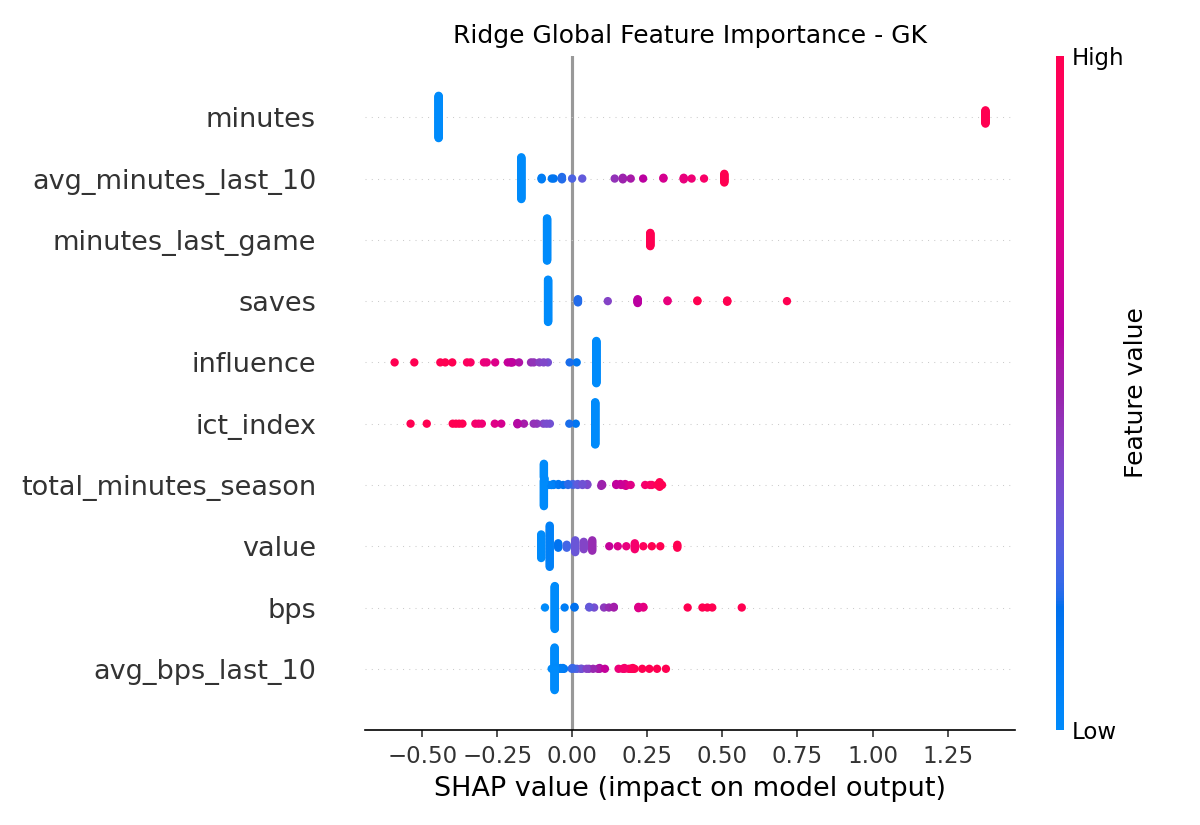 Ridge Global Feature Importance - GK
High
minutes
avg_minutes_last_10
minutes_last_game
saves
influence
ict_index
total_minutes_season
value
bps
avg_bps_last_10
Feature value
Low
−0.50 −0.25 0.00 0.25 0.50 0.75 1.00 1.25
SHAP value (impact on model output)